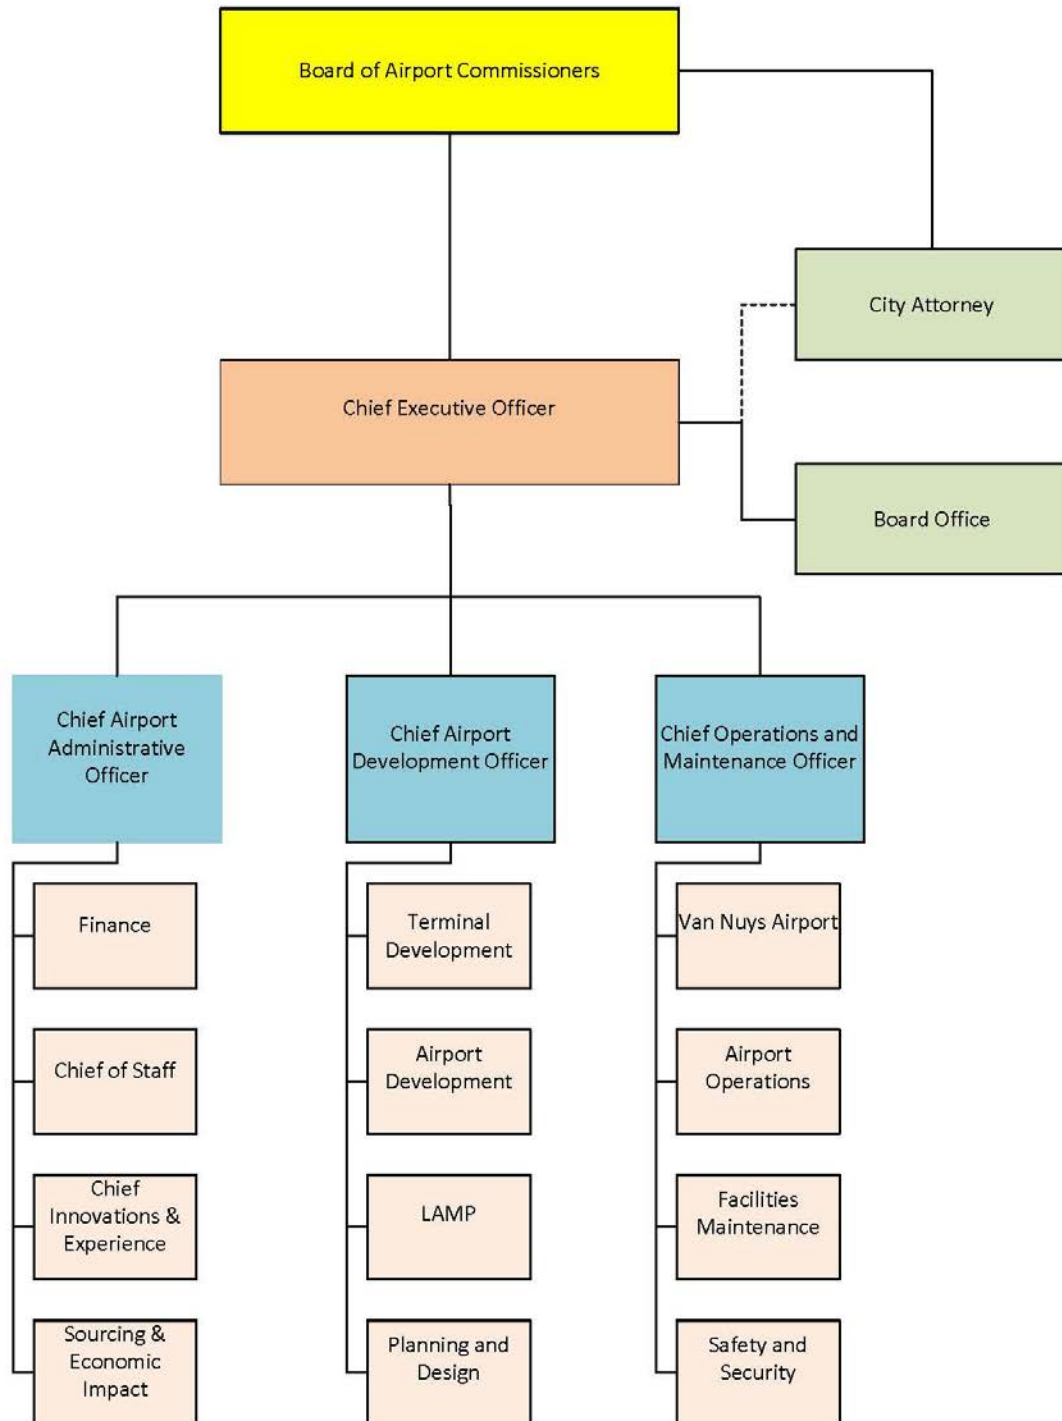 Board of Airport Commissioners
City Attorney
Chief Executive Officer
Board Office
Chief Airport
Administrative
Officer
Chief Airport
Development Officer
Chief Operations and
Maintenance Officer
Finance
Terminal
Development
Van Nuys Airport
Chief of Staff
Airport
Development
Airport
Operations
Chief
Innovations &
Experience
LAMP
Facilities
Maintenance
Sourcing &
Economic
Impact
Planning and
Design
Safety and
Security